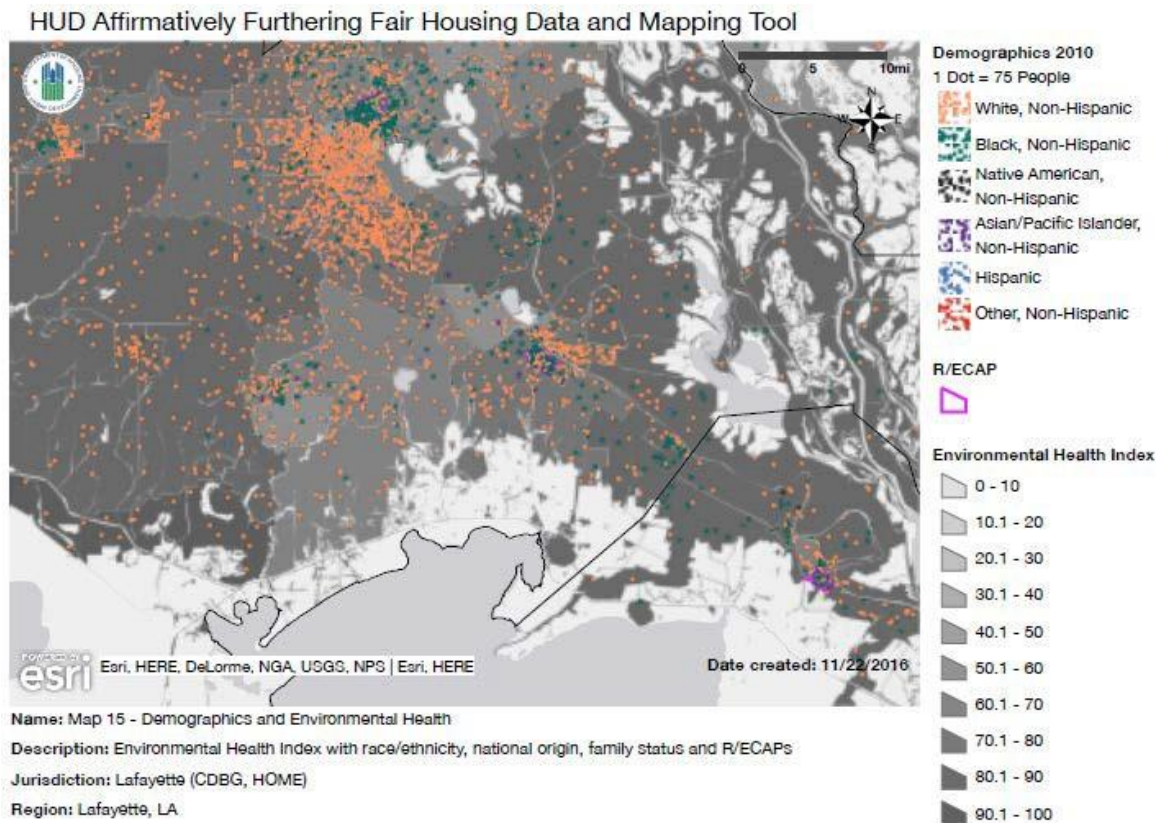 HUD Affirmatively Furthering Fair Housing Data and Mapping Tool
0 5 10mi
N
W E
S
Demographics 2010
1 Dot = 75 People
White, Non-Hispanic
Black, Non-Hispanic
Native American,
Non-Hispanic
Asian/Pacific Islander,
Non-Hispanic
Hispanic
Other, Non-Hispanic
R/ECAP
Environmental Health Index
0 - 10
10.1 - 20
20.1 - 30
30.1 - 40
40.1 - 50
50.1 - 60
60.1 - 70
70.1 - 80
80.1 - 90
90.1 - 100
POWERED BY
esri
Esri, HERE, DeLorme, NGA, USGS, NPS | Esri, HERE
Date created: 11/22/2016
Name: Map 15 - Demographics and Environmental Health
Description: Environmental Health Index with race/ethnicity, national origin, family status and R/ECAPs
Jurisdiction: Lafayette (CDBG, HOME)
Region: Lafayette, LA